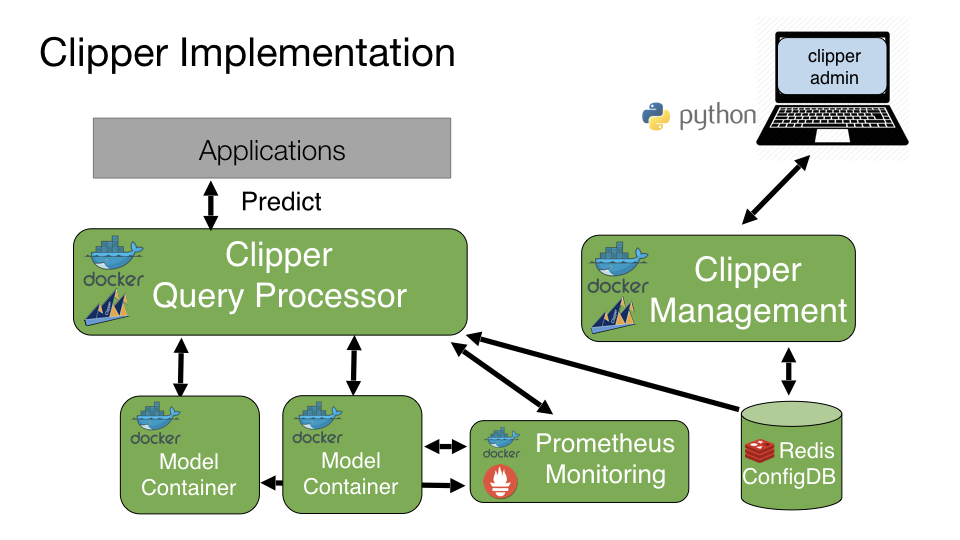 Clipper Implementation
clipper
admin
python
Applications
Predict
docker
Clipper
Query Processor
docker
Clipper
Management
docker
Model
Container
docker
Model
Container
docker
Prometheus
Monitoring
Redis
ConfigDB